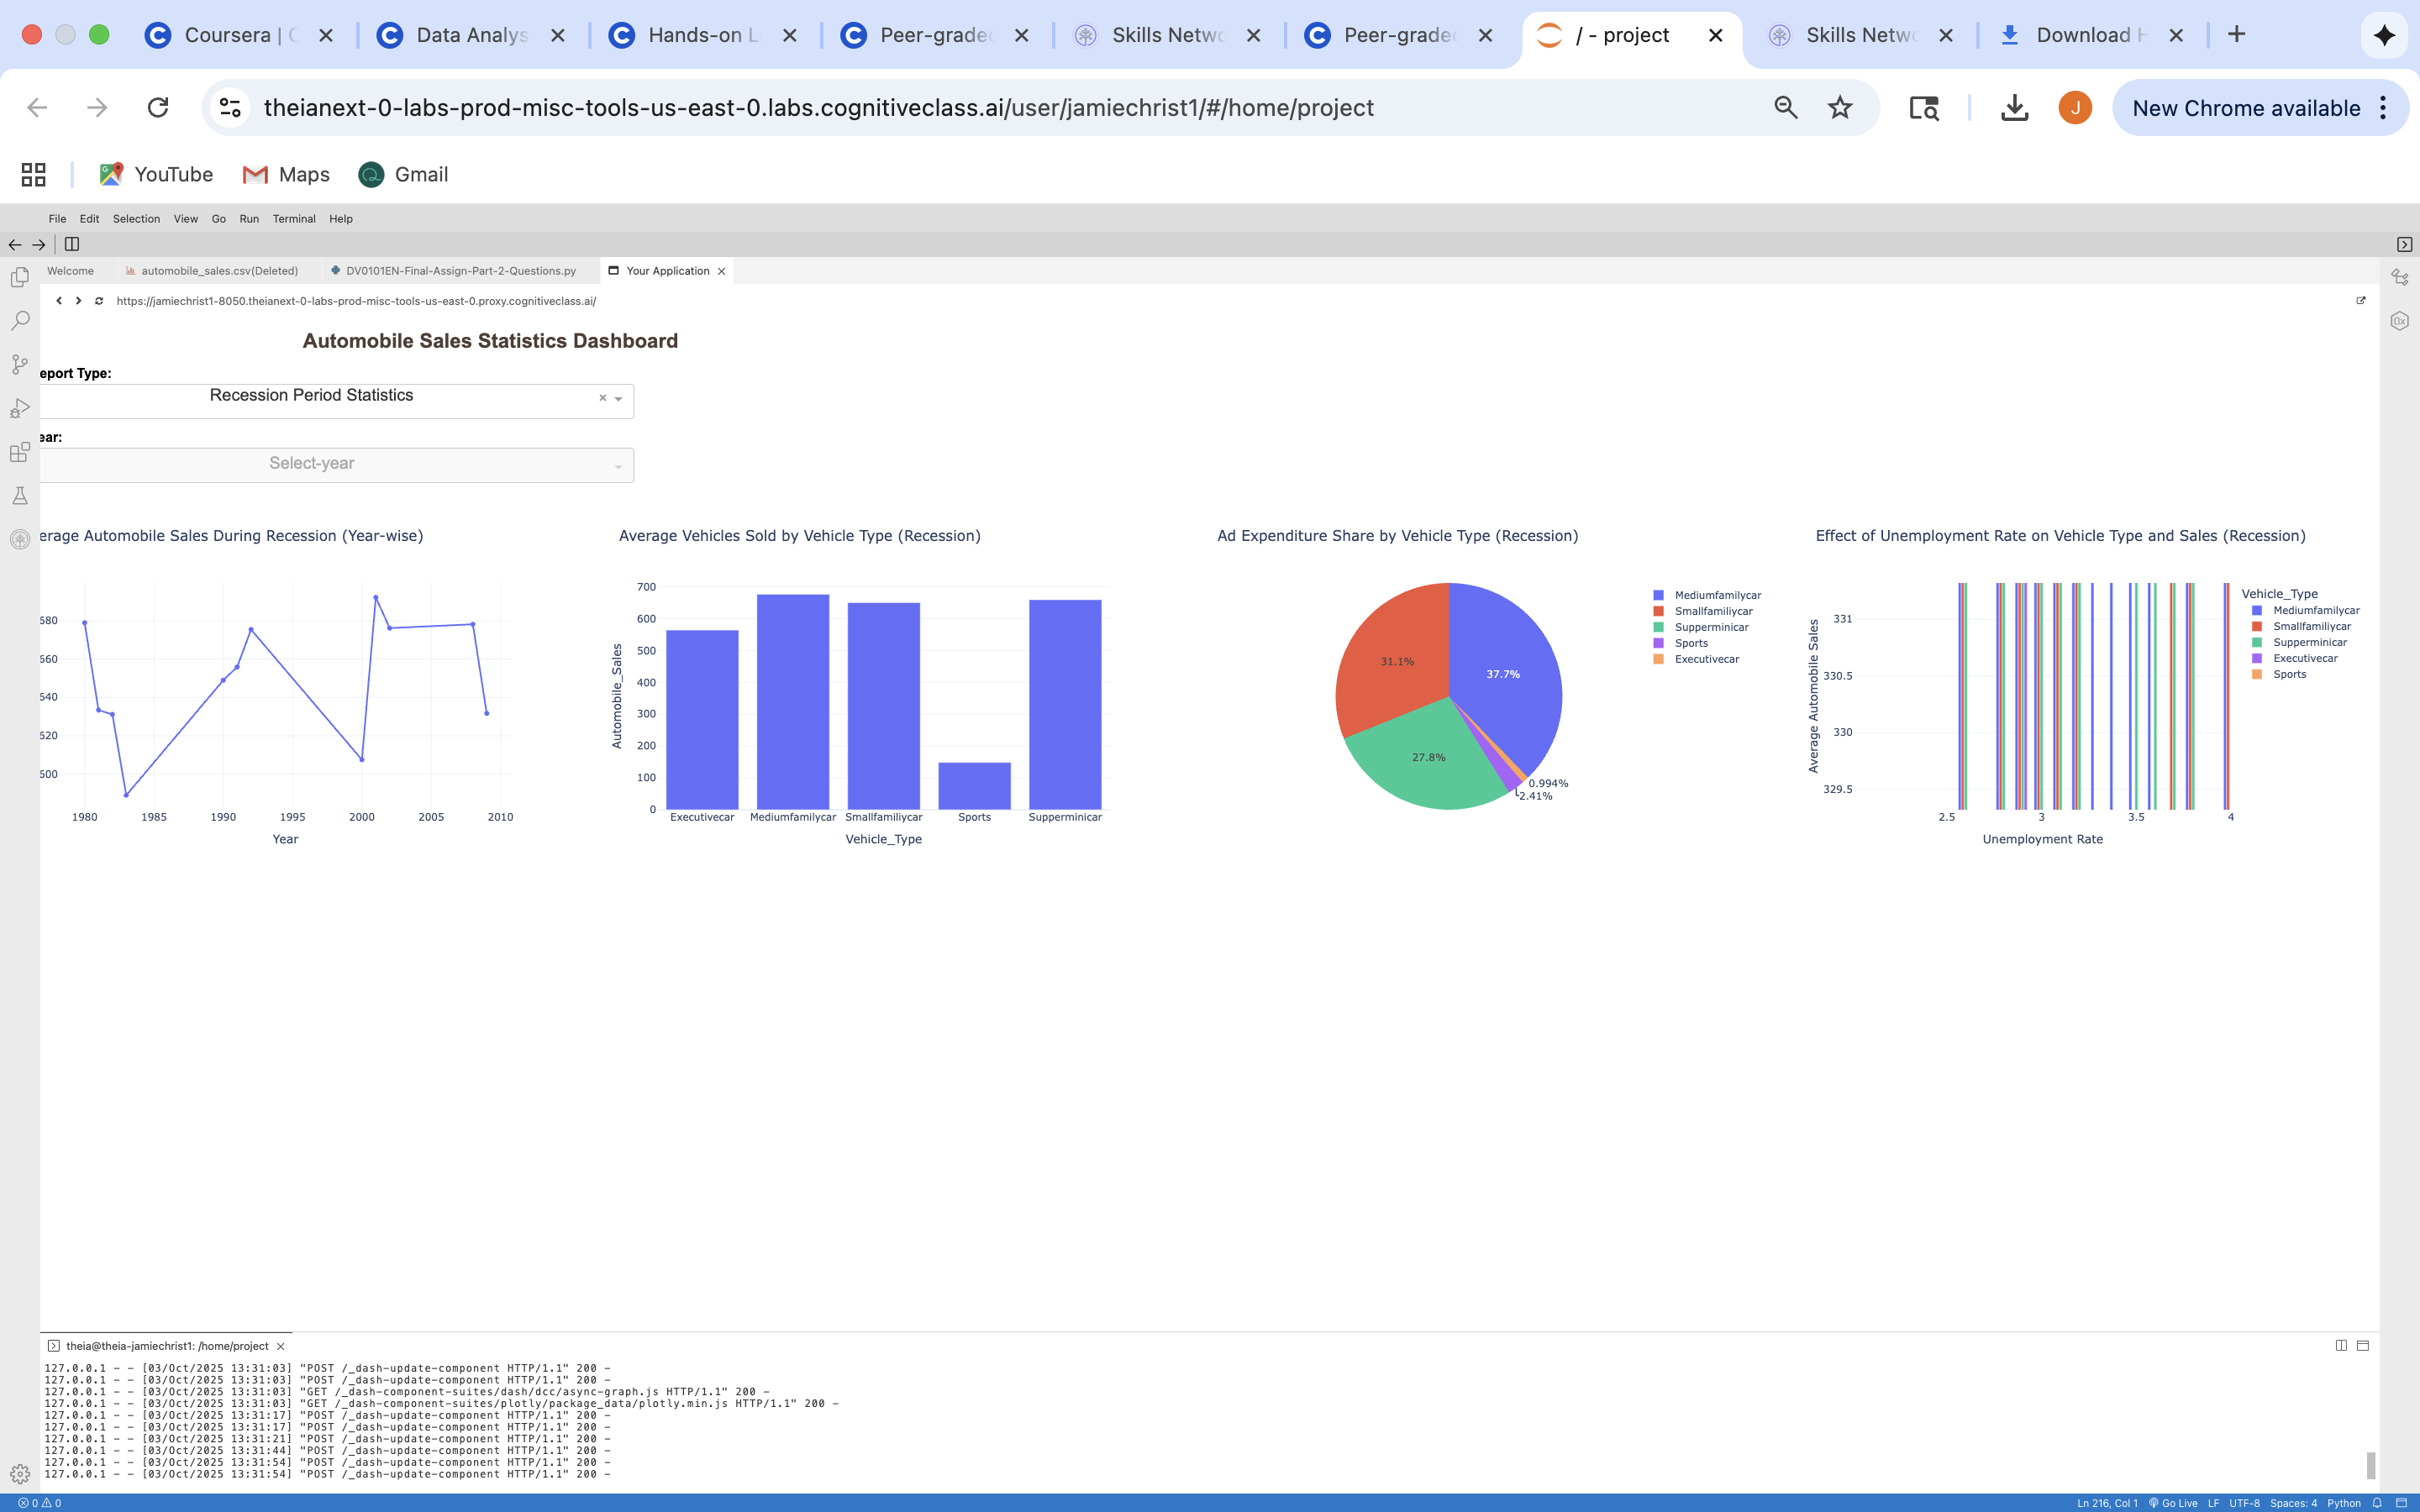 Coursera | C
Data Analys
Hands-on L
Peer-grade
Skills Netwo
Peer-grade
/ - project
Skills Netwo
Download H
theianext-0-labs-prod-misc-tools-us-east-0.labs.cognitiveclass.ai/user/jamiechrist1/#/home/project
J
New Chrome available
YouTube
Maps
Gmail
File Edit Selection View Go Run Terminal Help
Welcome
automobile_sales.csv(Deleted)
DV0101EN-Final-Assign-Part-2-Questions.py
Your Application
https://jamiechrist1-8050.theianext-0-labs-prod-misc-tools-us-east-0.proxy.cognitiveclass.ai/
Automobile Sales Statistics Dashboard
eport Type:
Recession Period Statistics
ear:
Select-year
erage Automobile Sales During Recession (Year-wise)
680
660
640
620
600
1980 1985 1990 1995 2000 2005 2010
Year
Average Vehicles Sold by Vehicle Type (Recession)
Automobile_Sales
700
600
500
400
300
200
100
0
Executivecar Mediumfamilycar Smallfamiliycar Sports Supperminicar
Vehicle_Type
Ad Expenditure Share by Vehicle Type (Recession)
37.7%
31.1%
27.8%
0.994%
2.41%
Mediumfamilycar
Smallfamiliycar
Supperminicar
Sports
Executivecar
Effect of Unemployment Rate on Vehicle Type and Sales (Recession)
Average Automobile Sales
331
330.5
330
329.5
2.5 3 3.5 4
Unemployment Rate
Vehicle_Type
Mediumfamilycar
Smallfamiliycar
Supperminicar
Executivecar
Sports
theia@theia-jamiechrist1: /home/project
127.0.0.1 - - [03/Oct/2025 13:31:03] "POST /_dash-update-component HTTP/1.1" 200 -
127.0.0.1 - - [03/Oct/2025 13:31:03] "POST /_dash-update-component HTTP/1.1" 200 -
127.0.0.1 - - [03/Oct/2025 13:31:03] "GET /_dash-component-suites/dash/dcc/async-graph.js HTTP/1.1" 200 -
127.0.0.1 - - [03/Oct/2025 13:31:03] "GET /_dash-component-suites/plotly/package_data/plotly.min.js HTTP/1.1" 200 -
127.0.0.1 - - [03/Oct/2025 13:31:17] "POST /_dash-update-component HTTP/1.1" 200 -
127.0.0.1 - - [03/Oct/2025 13:31:17] "POST /_dash-update-component HTTP/1.1" 200 -
127.0.0.1 - - [03/Oct/2025 13:31:21] "POST /_dash-update-component HTTP/1.1" 200 -
127.0.0.1 - - [03/Oct/2025 13:31:44] "POST /_dash-update-component HTTP/1.1" 200 -
127.0.0.1 - - [03/Oct/2025 13:31:54] "POST /_dash-update-component HTTP/1.1" 200 -
127.0.0.1 - - [03/Oct/2025 13:31:54] "POST /_dash-update-component HTTP/1.1" 200 -
0 0
Ln 216, Col 1 Go Live LF UTF-8 Spaces: 4 Python